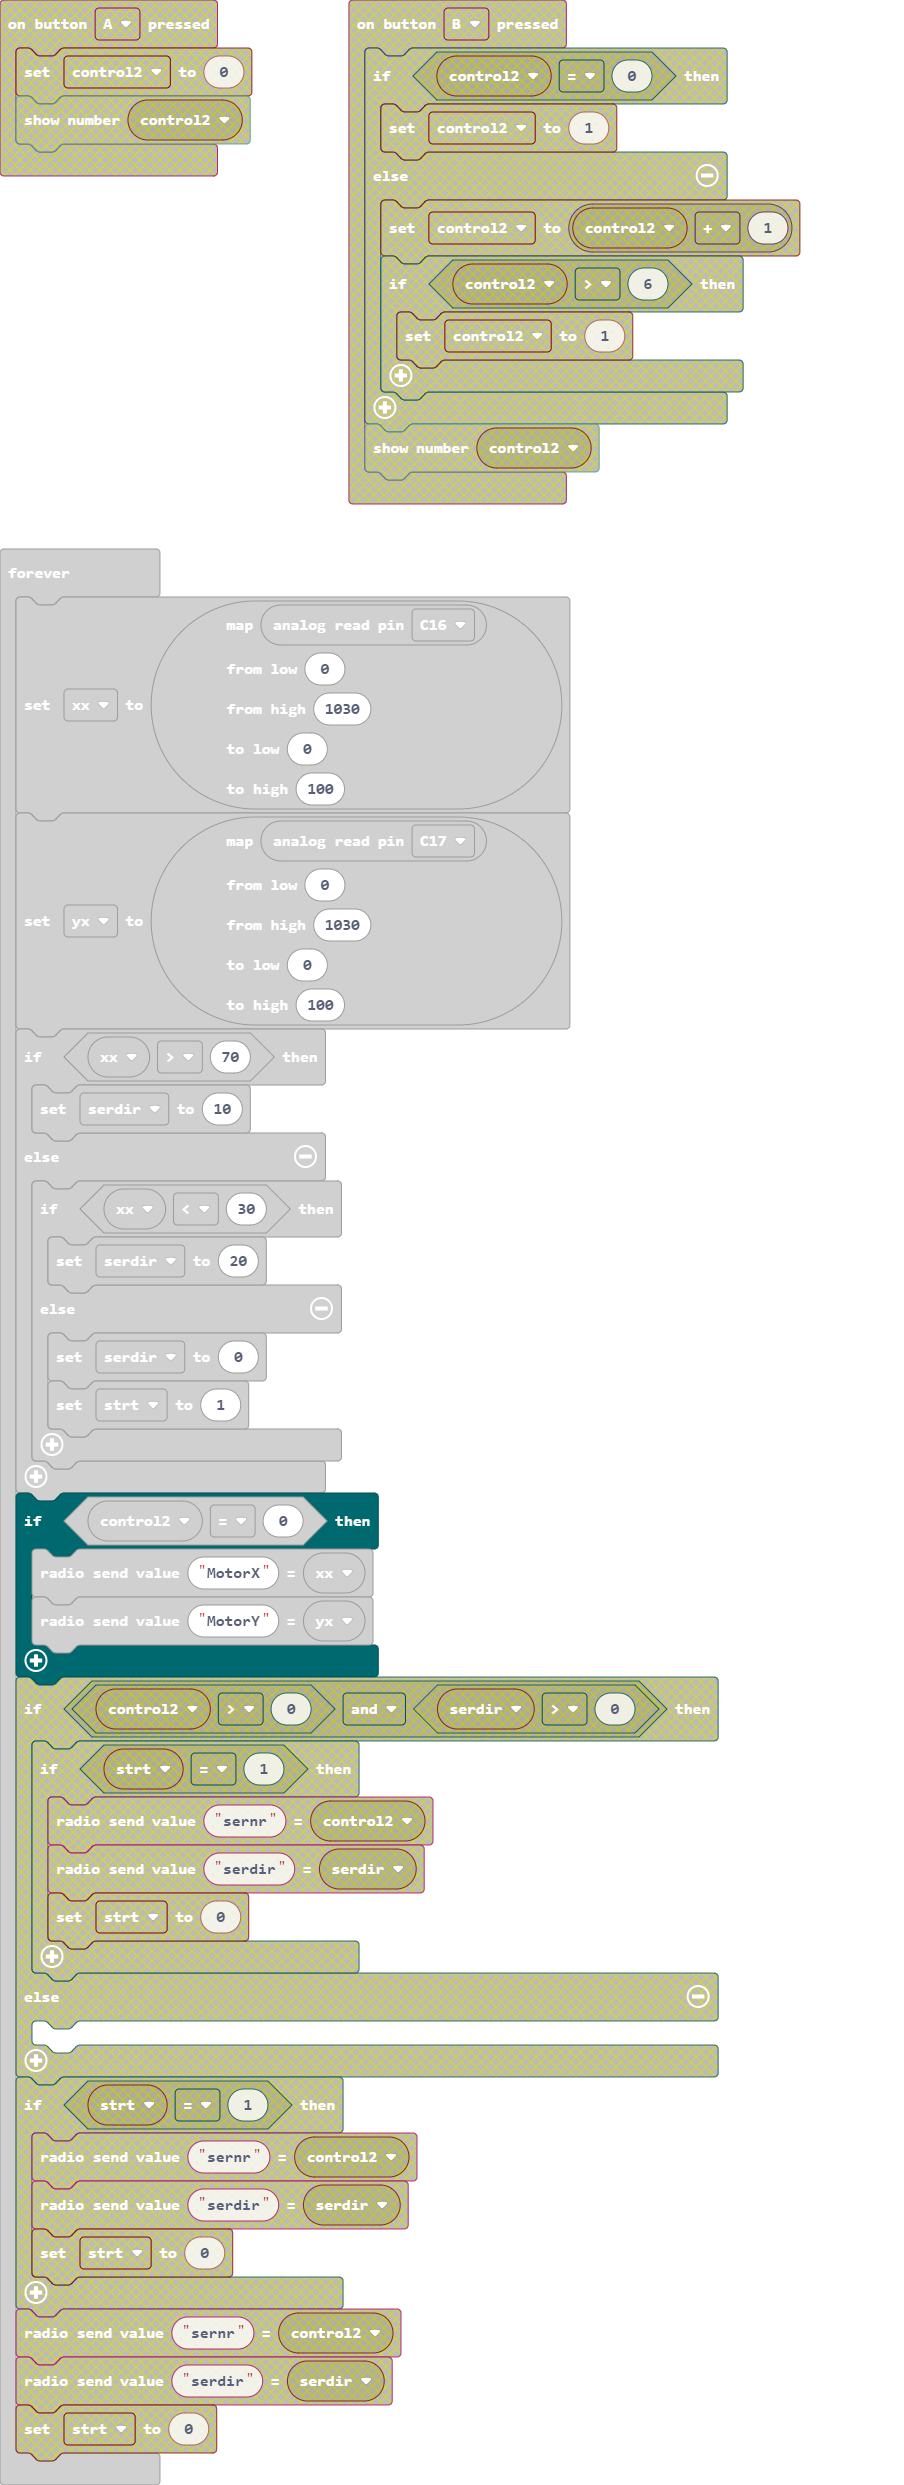 on button A pressed
set control2 to 0
show number control2
on button B pressed
if control2 = 0 then
set control2 to 1
else
set control2 to control2 + 1
if control2 > 6 then
set control2 to 1
show number control2
forever
set xx to map analog read pin C16
from low 0
from high 1030
to low 0
to high 100
set yx to map analog read pin C17
from low 0
from high 1030
to low 0
to high 100
if xx > 70 then
set serdir to 10
else
if xx < 30 then
set serdir to 20
else
set serdir to 0
set strt to 1
if control2 = 0 then
radio send value "MotorX" = xx
radio send value "MotorY" = yx
if control2 > 0 and serdir > 0 then
if strt = 1 then
radio send value "sernr" = control2
radio send value "serdir" = serdir
set strt to 0
else
if strt = 1 then
radio send value "sernr" = control2
radio send value "serdir" = serdir
set strt to 0
radio send value "sernr" = control2
radio send value "serdir" = serdir
set strt to 0